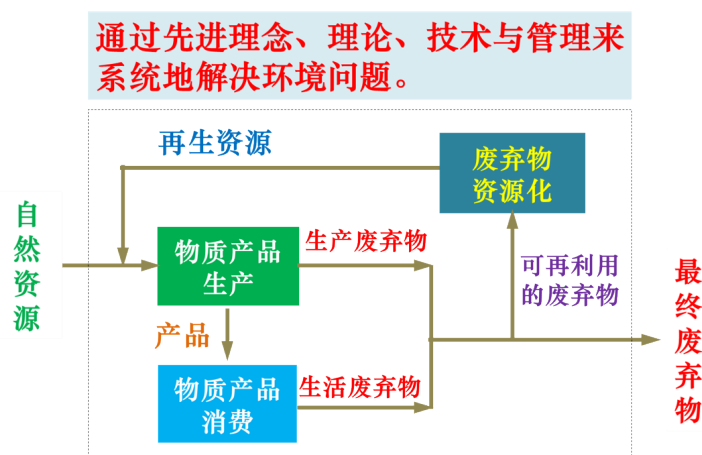 通过先进理念、理论、技术与管理来
系统地解决环境问题。
再生资源
废弃物
资源化
自然资源
物质产品
生产
生产废弃物
可再利用
的废弃物
最终废弃物
产品
物质产品
消费
生活废弃物